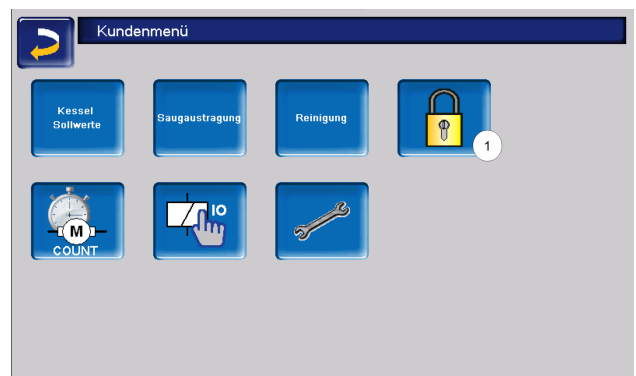 Kundenmenü
Kessel
Sollwerte
Saugaustragung
Reinigung
1
M
COUNT
IO